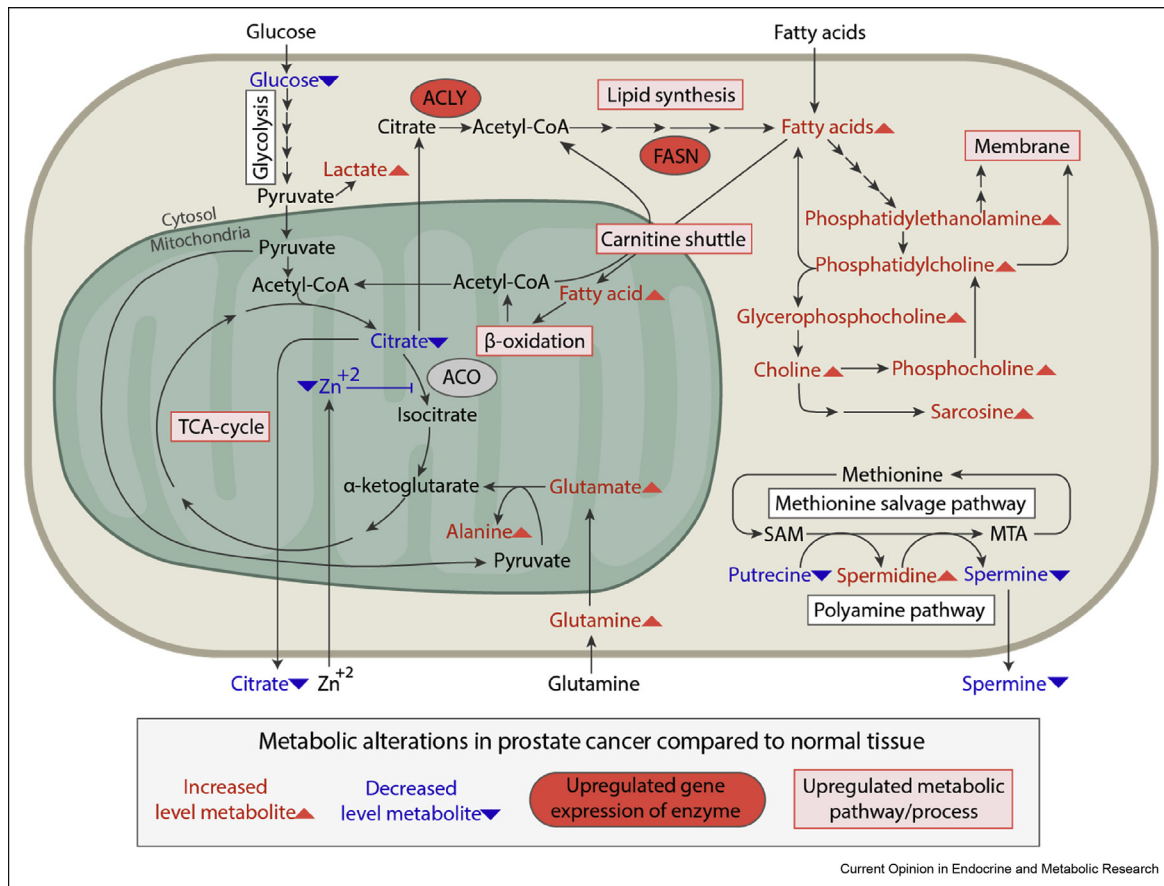 Glucose
Fatty acids
Glucose
Glycolysis
ACLY
Lipid synthesis
Citrate
Acetyl-CoA
Fatty acids
FASN
Membrane
Lactate
Pyruvate
Cytosol
Mitochondria
Phosphatidylethanolamine
Pyruvate
Carnitine shuttle
Phosphatidylcholine
Acetyl-CoA
Acetyl-CoA
Fatty acid
Glycerophosphocholine
Citrate
β-oxidation
ACO
Choline
Phosphocholine
Zn+2
Isocitrate
Sarcosine
TCA-cycle
α-ketoglutarate
Glutamate
Methionine
Methionine salvage pathway
Alanine
SAM
MTA
Pyruvate
Putrecine
Spermidine
Spermine
Polyamine pathway
Glutamine
Citrate
Zn+2
Glutamine
Spermine
Metabolic alterations in prostate cancer compared to normal tissue
Increased
level metabolite
Decreased
level metabolite
Upregulated gene
expression of enzyme
Upregulated metabolic
pathway/process
Current Opinion in Endocrine and Metabolic Research